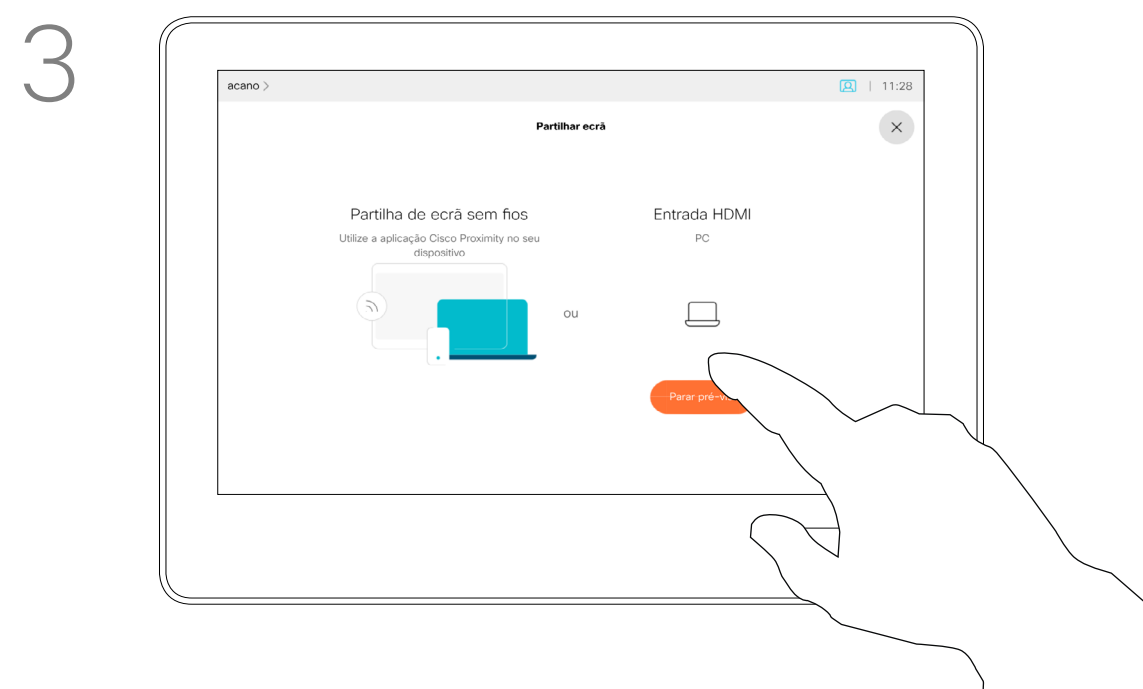 3
acano >
11:28
Partilhar ecrã
Partilha de ecrã sem fios
Utilize a aplicação Cisco Proximity no seu
dispositivo
ou
Entrada HDMI
PC
Parar